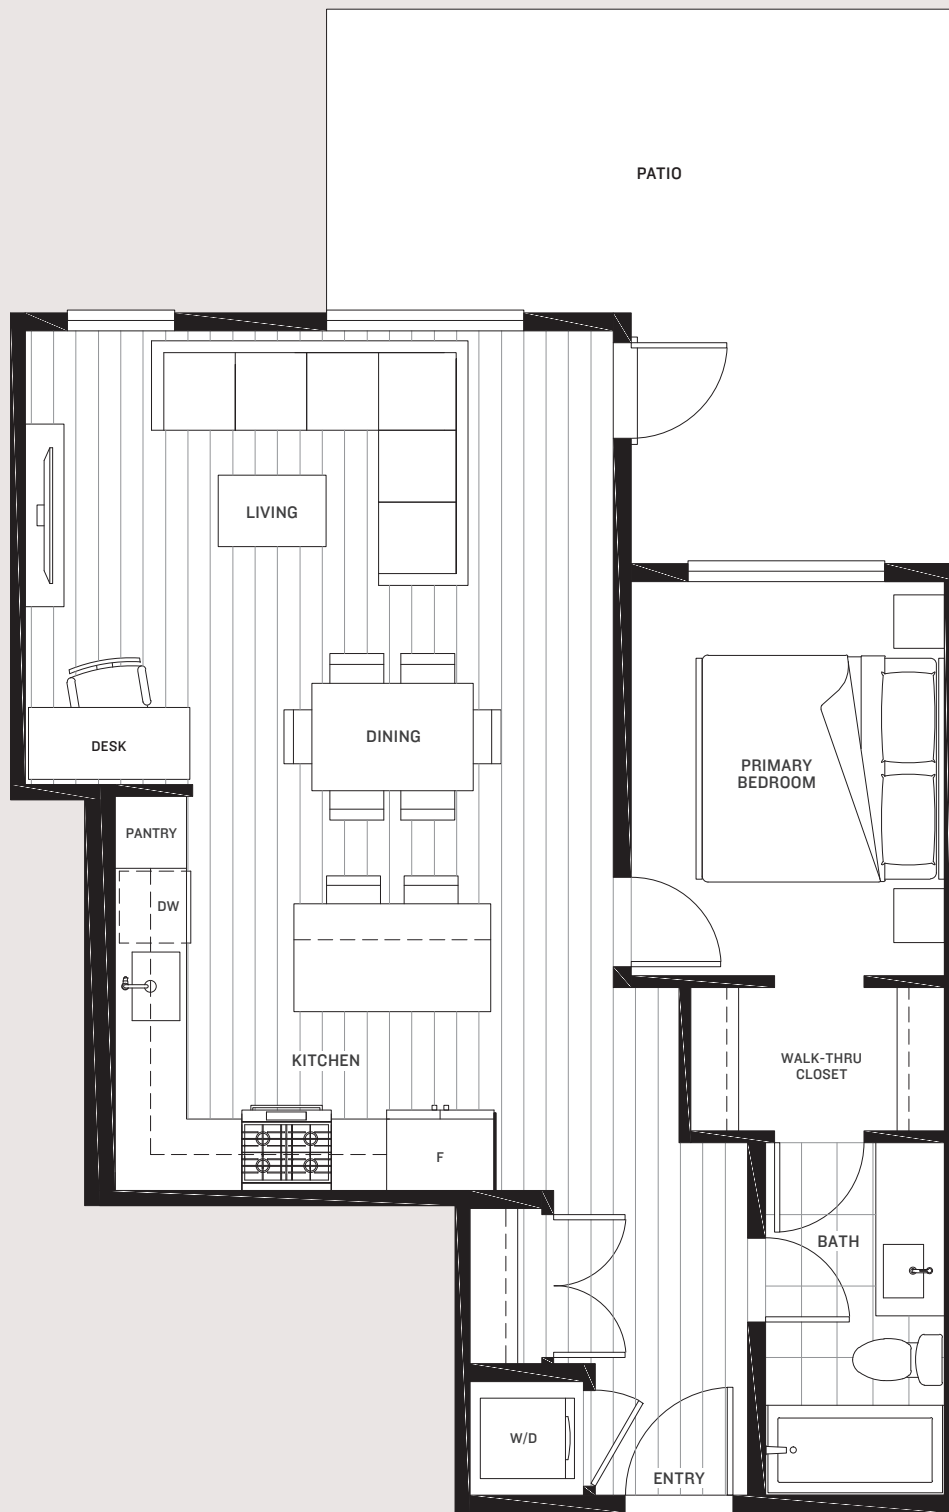 PATIO
LIVING
DINING
DESK
PRIMARY
BEDROOM
PANTRY
DW
KITCHEN
WALK-THRU
CLOSET
F
BATH
W/D
ENTRY